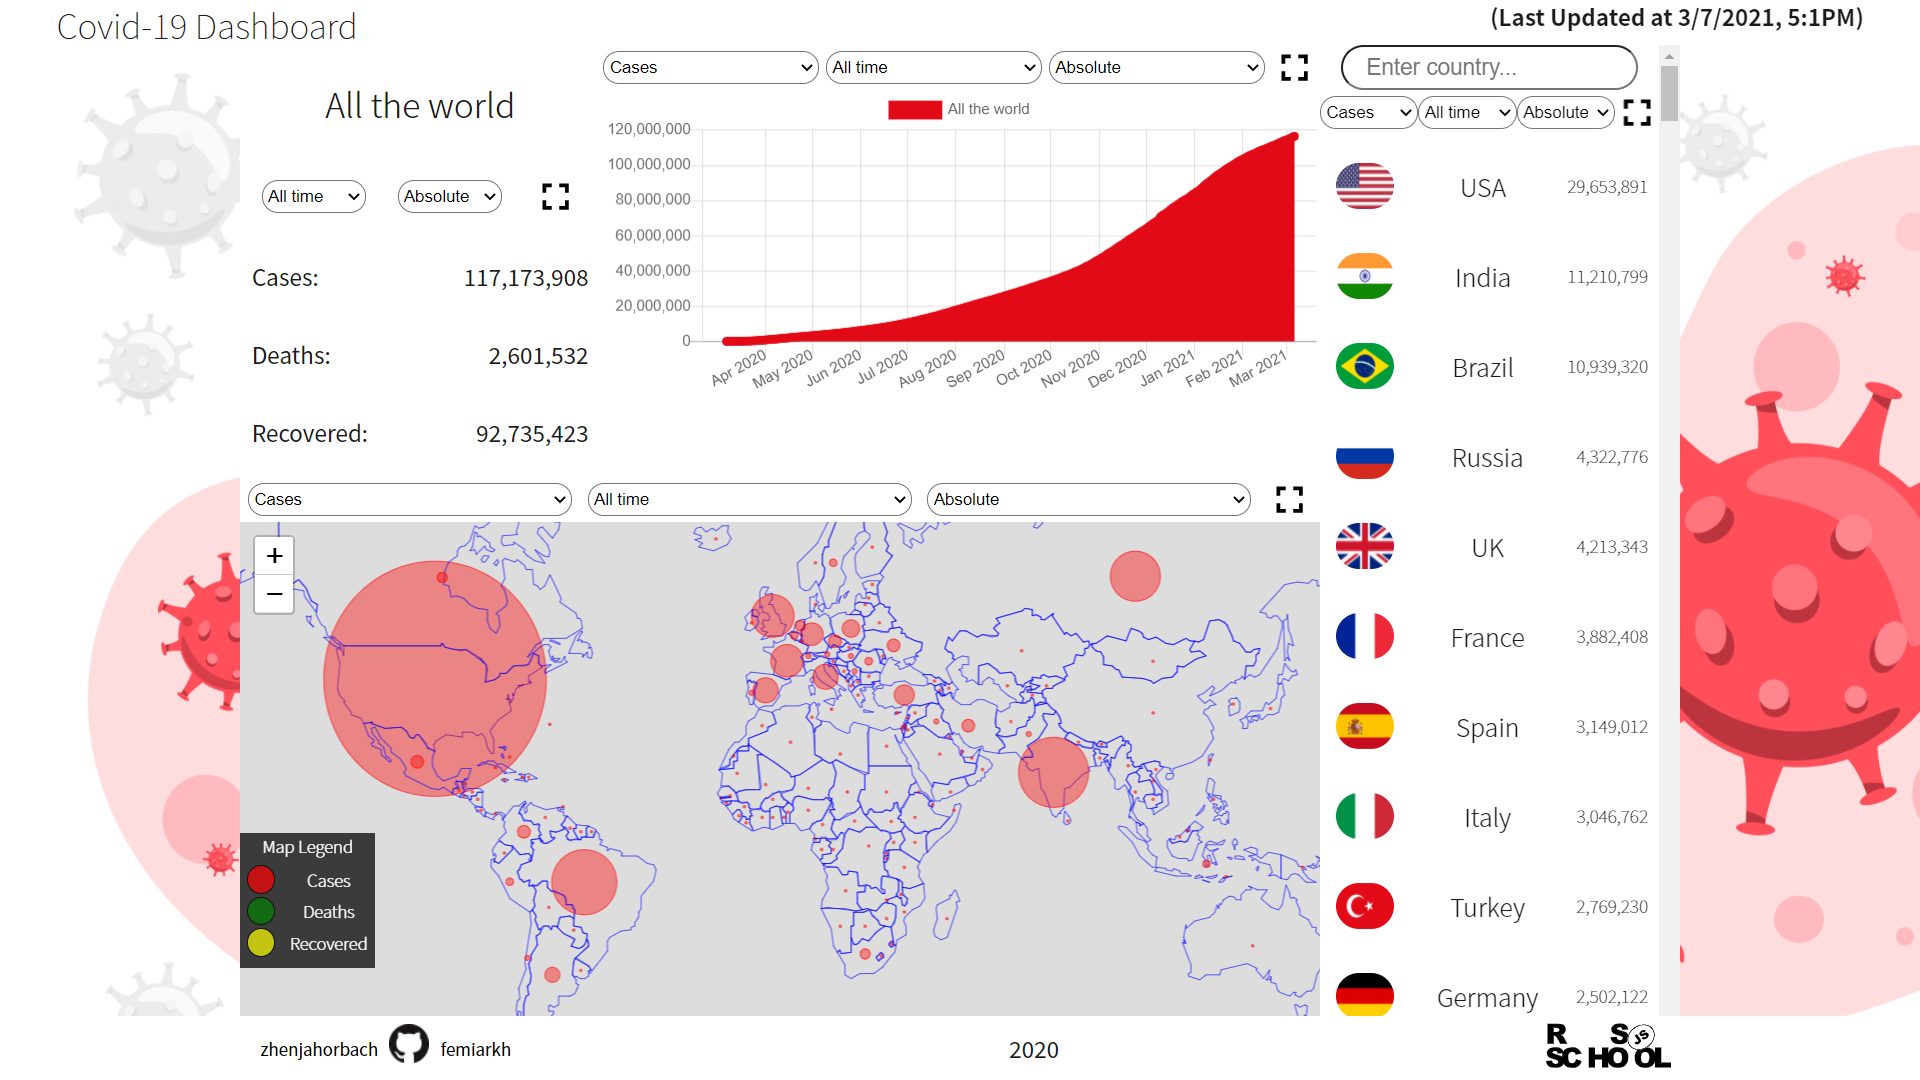 Covid-19 Dashboard
(Last Updated at 3/7/2021, 5:1PM)
All the world
All time
Absolute
Cases: 117,173,908
Deaths: 2,601,532
Recovered: 92,735,423
Cases
All time
Absolute
All the world
120,000,000
100,000,000
80,000,000
60,000,000
40,000,000
20,000,000
0
Apr 2020
May 2020
Jun 2020
Jul 2020
Aug 2020
Sep 2020
Oct 2020
Nov 2020
Dec 2020
Jan 2021
Feb 2021
Mar 2021
Enter country...
Cases
All time
Absolute
USA 29,653,891
India 11,210,799
Brazil 10,939,320
Russia 4,322,776
UK 4,213,343
France 3,882,408
Spain 3,149,012
Italy 3,046,762
Turkey 2,769,230
Germany 2,502,122
Cases
All time
Absolute
+
−
Map Legend
Cases
Deaths
Recovered
zhenjahorbach
femiarkh
2020
RS JS
SCHOOL